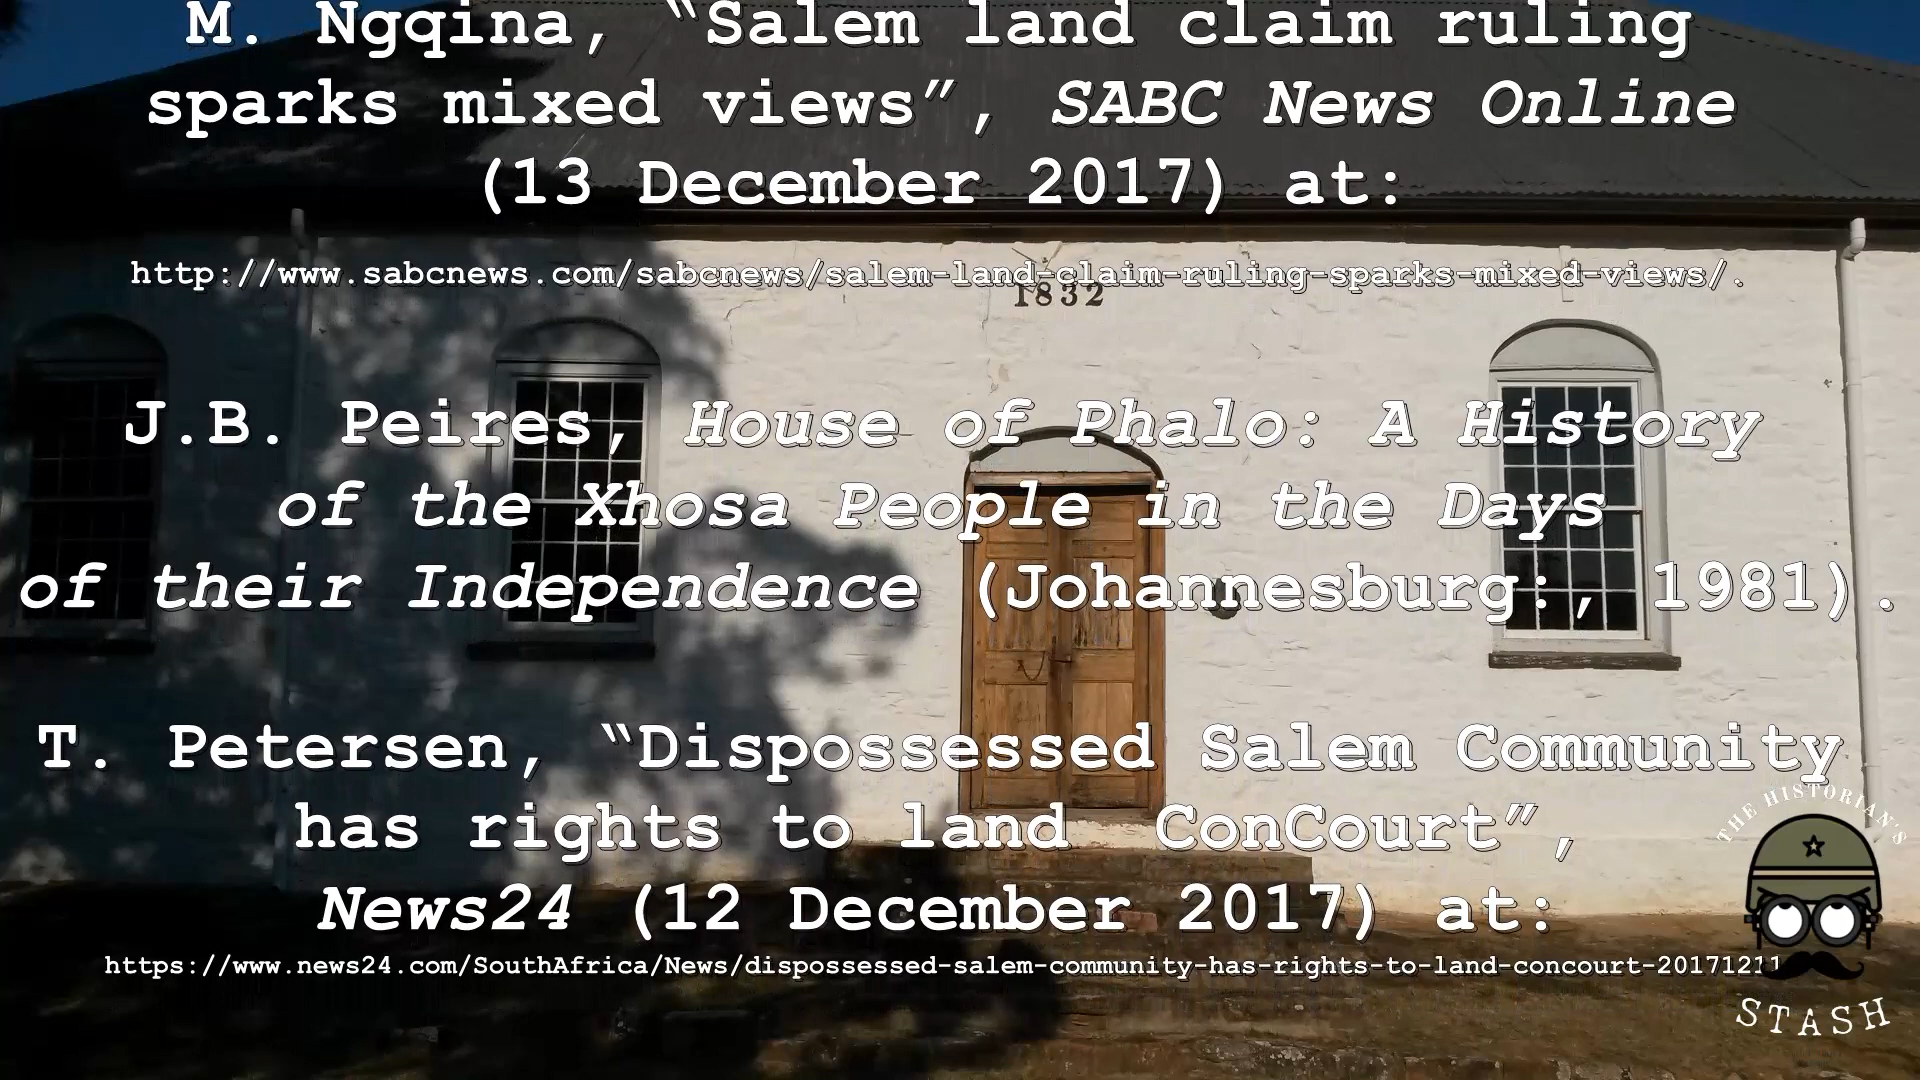 M. Ngqina, “Salem land claim ruling
sparks mixed views”, SABC News Online
(13 December 2017) at:
http://www.sabcnews.com/sabcnews/salem-land-claim-ruling-sparks-mixed-views/.
1832
J.B. Peires, House of Phalo: A History
of the Xhosa People in the Days
of their Independence (Johannesburg:, 1981).
T. Petersen, “Dispossessed Salem Community
has rights to land  ConCourt”,
News24 (12 December 2017) at:
https://www.news24.com/SouthAfrica/News/dispossessed-salem-community-has-rights-to-land-concourt-20171211
THE HISTORIAN'S
STASH